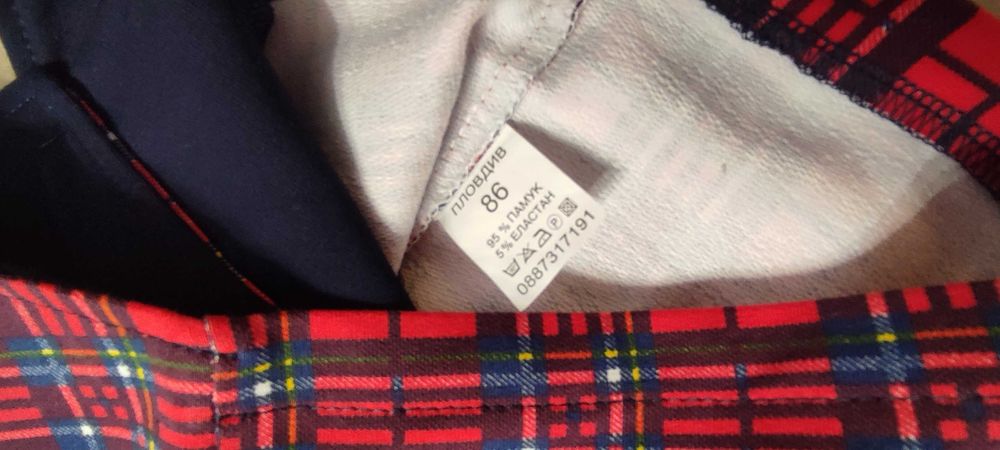 ПЛОВДИВ
86
95 % ПАМУК
5 % ЕЛАСТАН
P
0887317191